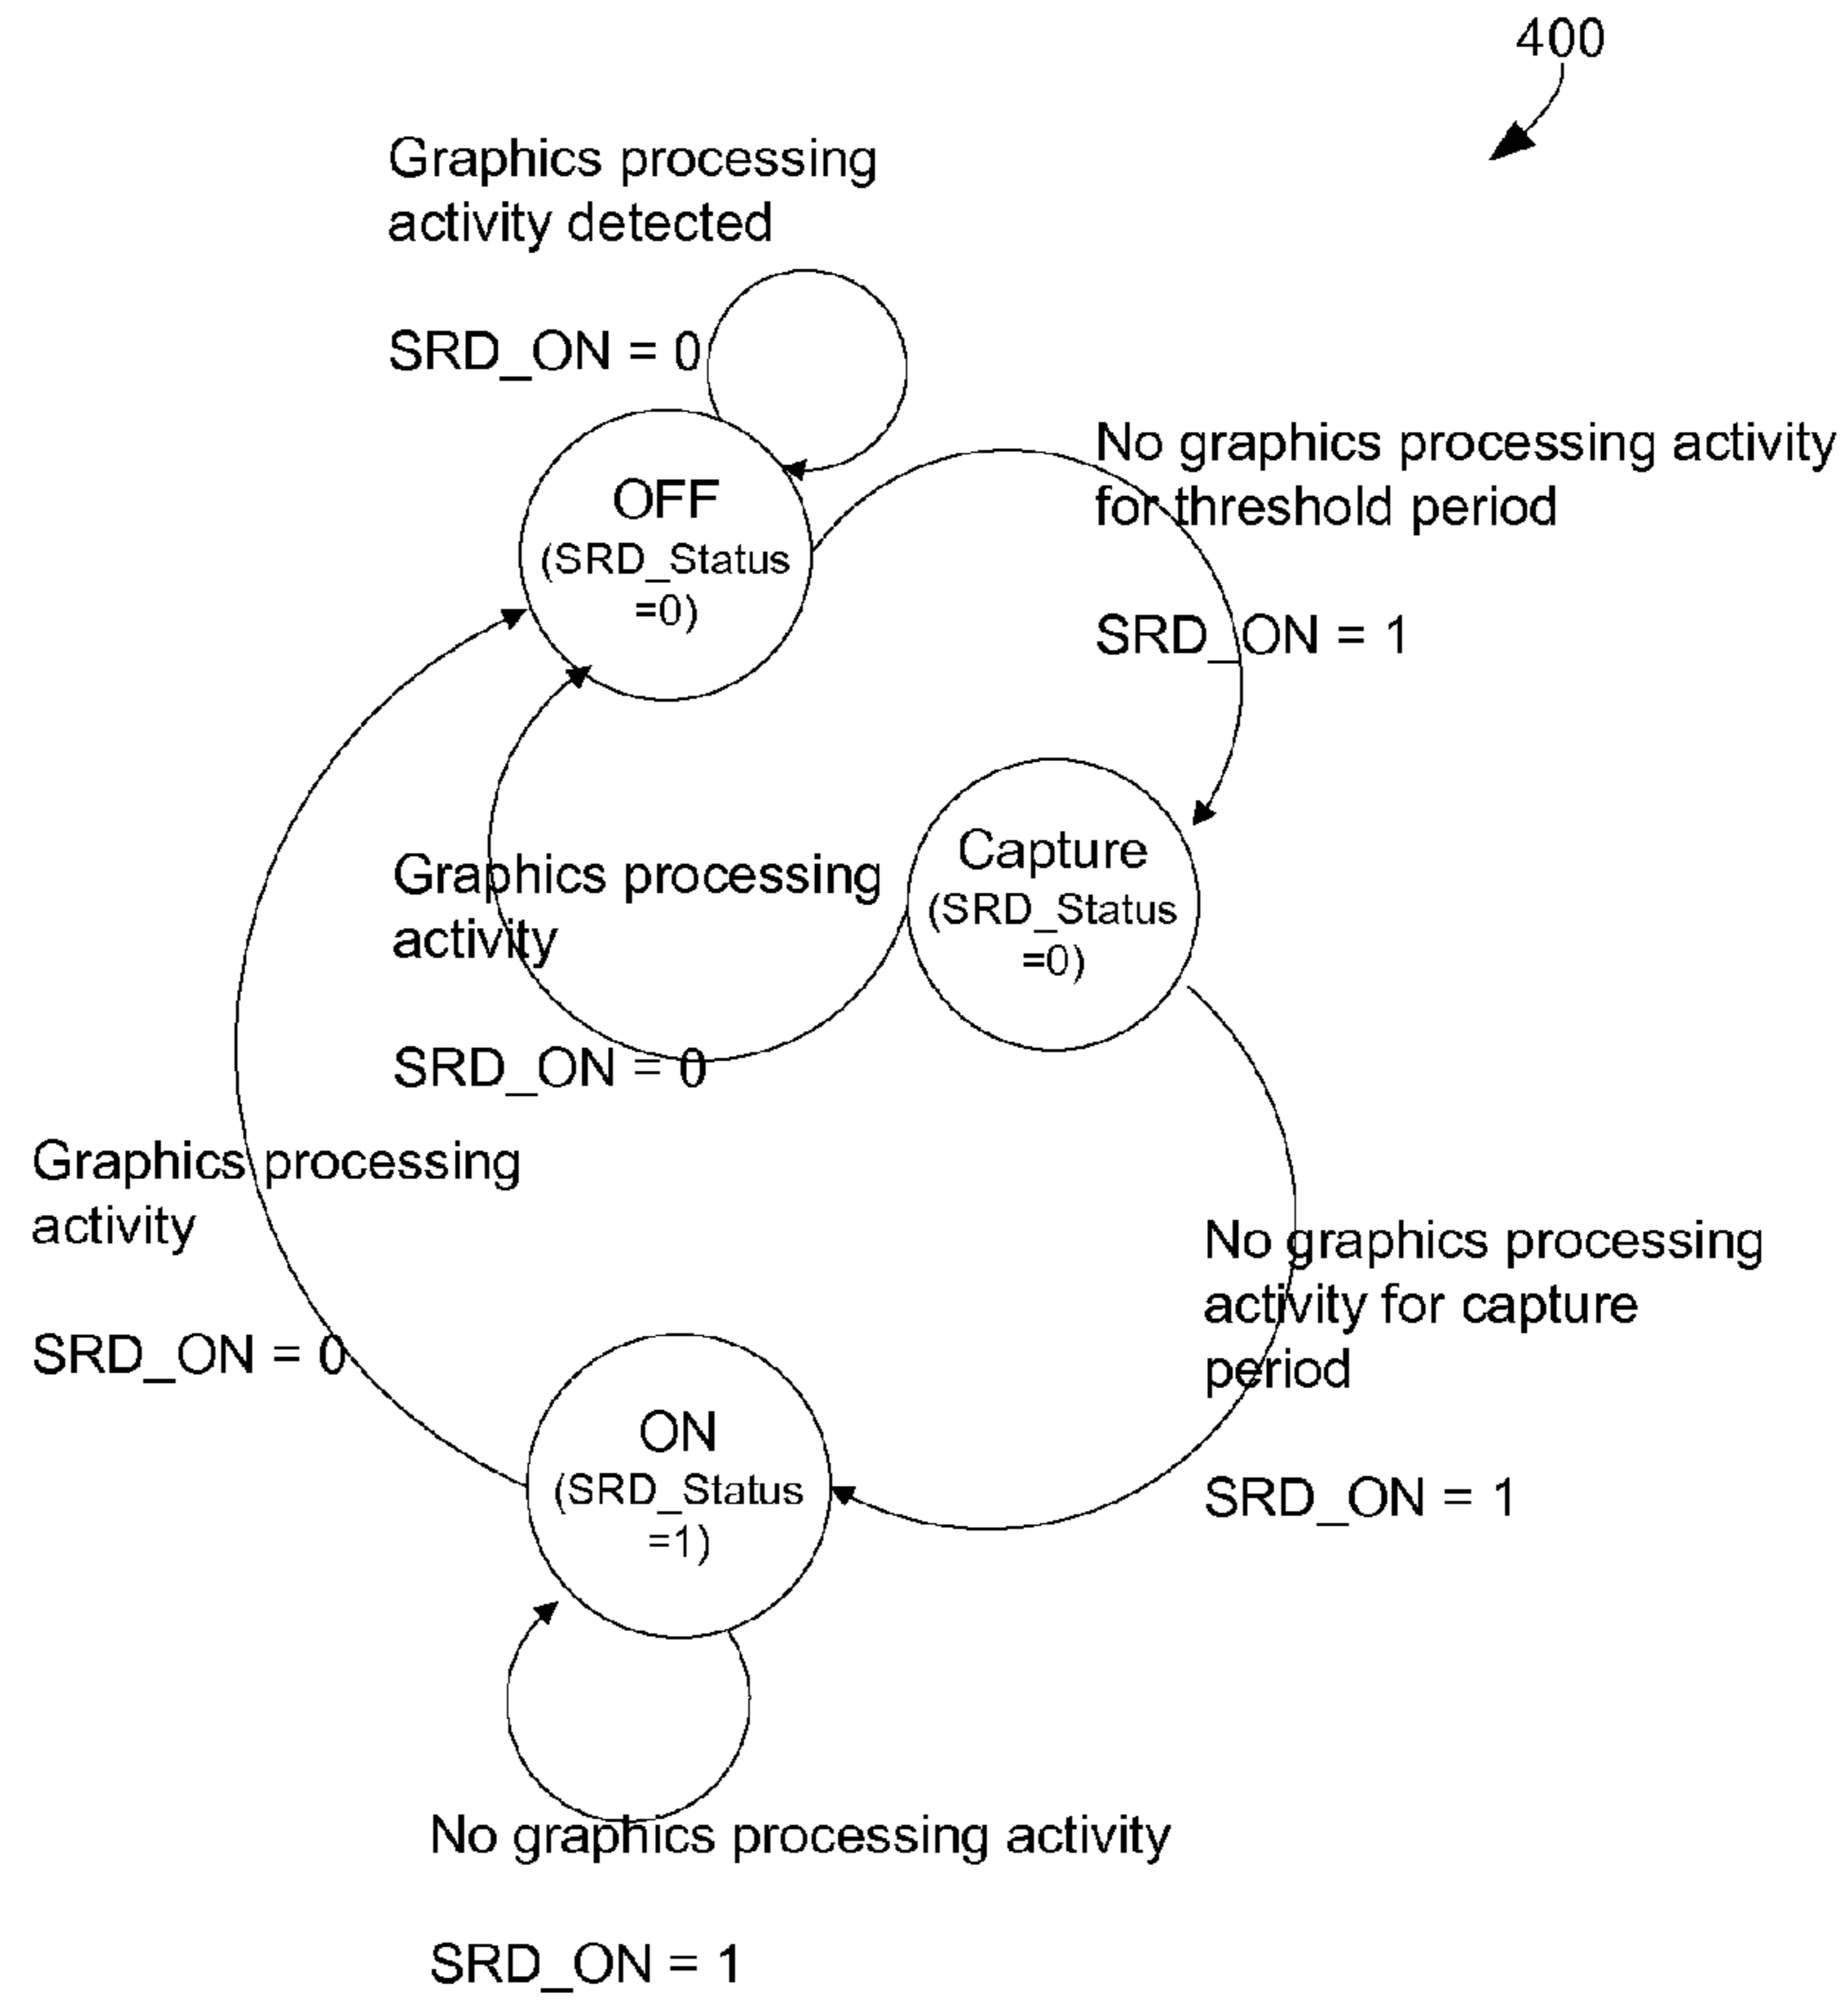 400
Graphics processing
activity detected
SRD_ON = 0
No graphics processing activity
for threshold period
SRD_ON = 1
OFF
(SRD_Status
=0)
Capture
(SRD_Status
=0)
Graphics processing
activity
SRD_ON = 0
Graphics processing
activity
SRD_ON = 0
No graphics processing
activity for capture
period
SRD_ON = 1
ON
(SRD_Status
=1)
No graphics processing activity
SRD_ON = 1